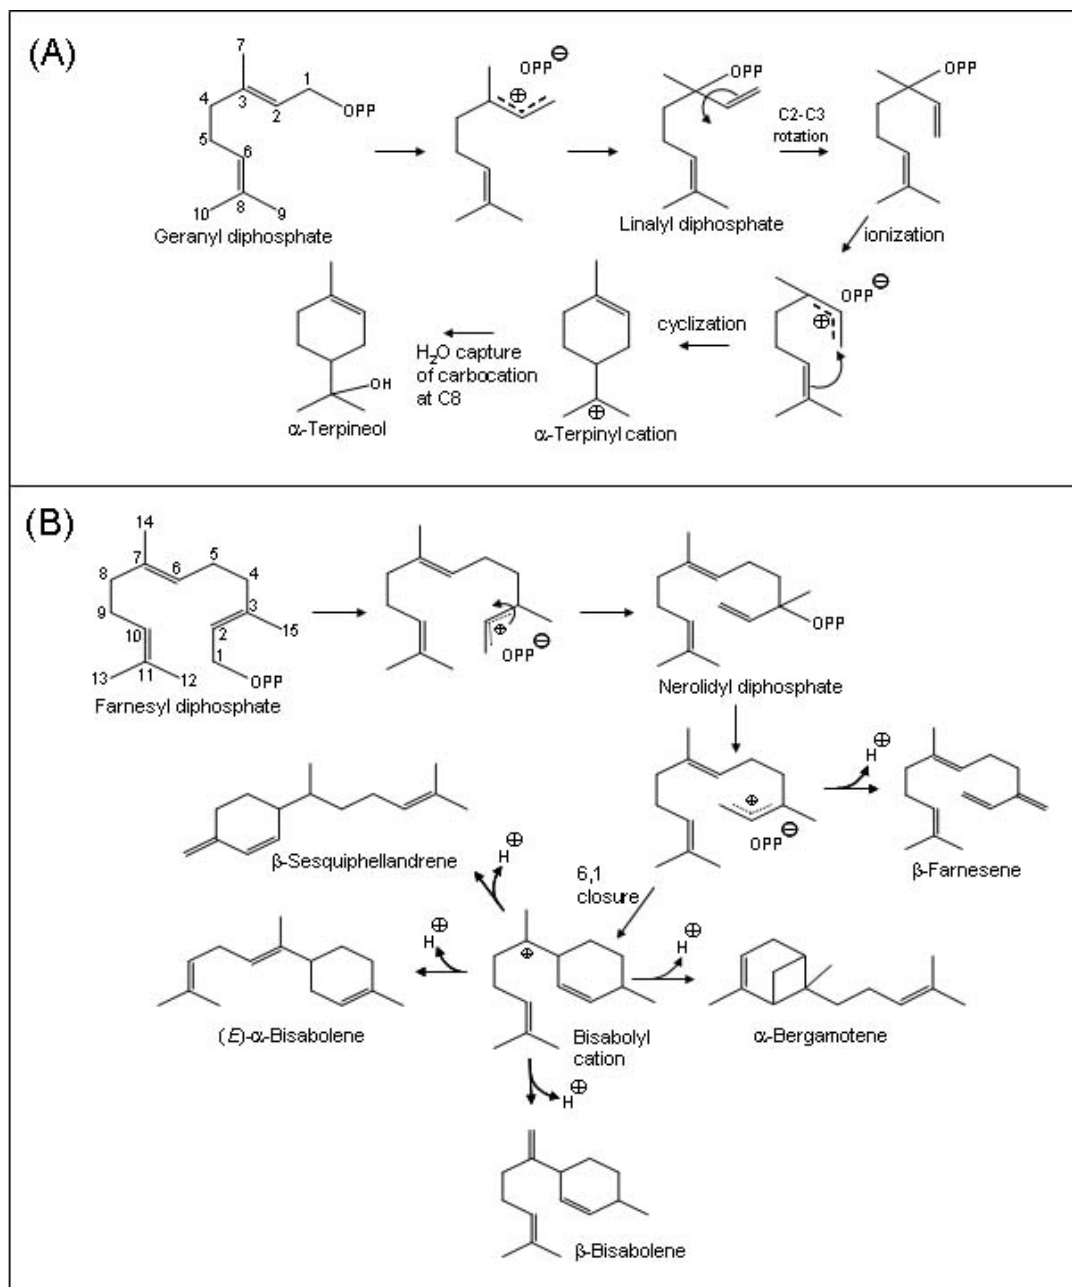 (A)
7
1
OPP
4
3
2
5
6
8
10
9
Geranyl diphosphate
OPP ⊖
⊕
OPP
Linalyl diphosphate
C2-C3
rotation
OPP
ionization
OPP ⊖
⊕
cyclization
⊕
α-Terpinyl cation
H₂O capture
of carbocation
at C8
OH
α-Terpineol
(B)
14
7
5
8
6
4
9
3
10
2
15
1
13
11
12
OPP
Farnesyl diphosphate
⊕
OPP ⊖
OPP
Nerolidyl diphosphate
⊕
OPP ⊖
H ⊕
β-Farnesene
6,1
closure
β-Sesquiphellandrene
H ⊕
H ⊕
(E)-α-Bisabolene
⊕
Bisabolyl
cation
H ⊕
α-Bergamotene
H ⊕
β-Bisabolene